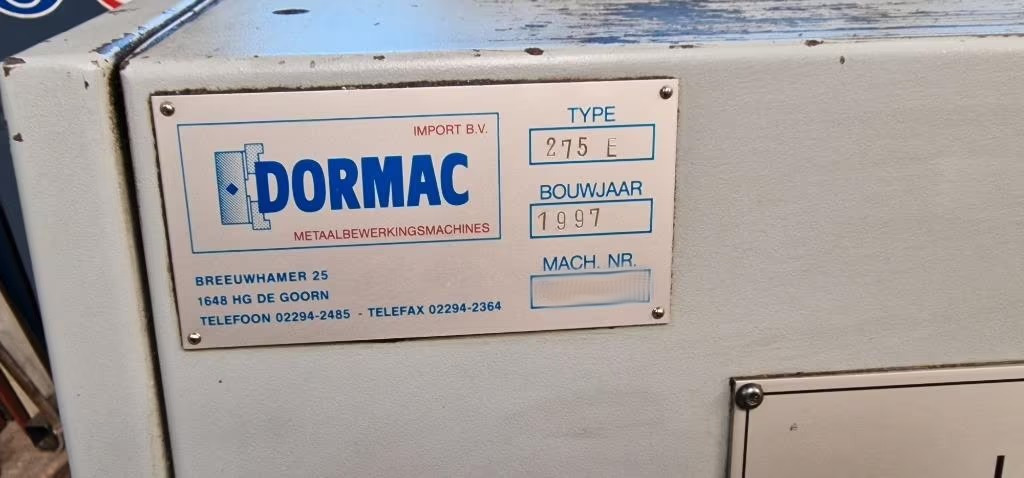 IMPORT B.V.
DORMAC
METAALBEWERKINGSMACHINES
BREEUWHAMER 25
1648 HG DE GOORN
TELEFOON 02294-2485 - TELEFAX 02294-2364
TYPE
275 E
BOUWJAAR
1997
MACH. NR.